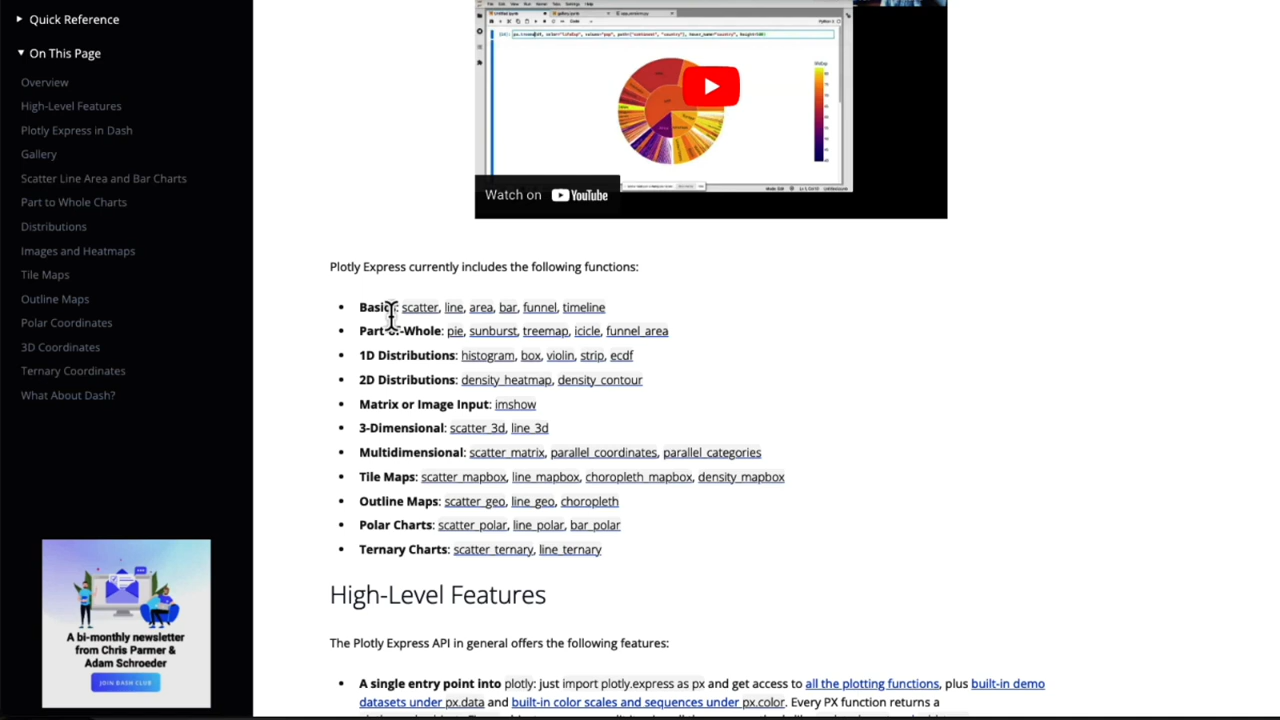 Quick Reference
On This Page
Overview
High-Level Features
Plotly Express in Dash
Gallery
Scatter Line Area and Bar Charts
Part to Whole Charts
Distributions
Images and Heatmaps
Tile Maps
Outline Maps
Polar Coordinates
3D Coordinates
Ternary Coordinates
What About Dash?
A bi-monthly newsletter
from Chris Parmer &
Adam Schroeder
JOIN DASH CLUB
Watch on YouTube
Plotly Express currently includes the following functions:
• Basics: scatter, line, area, bar, funnel, timeline
• Part-of-Whole: pie, sunburst, treemap, icicle, funnel_area
• 1D Distributions: histogram, box, violin, strip, ecdf
• 2D Distributions: density_heatmap, density_contour
• Matrix or Image Input: imshow
• 3-Dimensional: scatter_3d, line_3d
• Multidimensional: scatter_matrix, parallel_coordinates, parallel_categories
• Tile Maps: scatter_mapbox, line_mapbox, choropleth_mapbox, density_mapbox
• Outline Maps: scatter_geo, line_geo, choropleth
• Polar Charts: scatter_polar, line_polar, bar_polar
• Ternary Charts: scatter_ternary, line_ternary
High-Level Features
The Plotly Express API in general offers the following features:
• A single entry point into plotly: just import plotly.express as px and get access to all the plotting functions, plus built-in demo
datasets under px.data and built-in color scales and sequences under px.color. Every PX function returns a